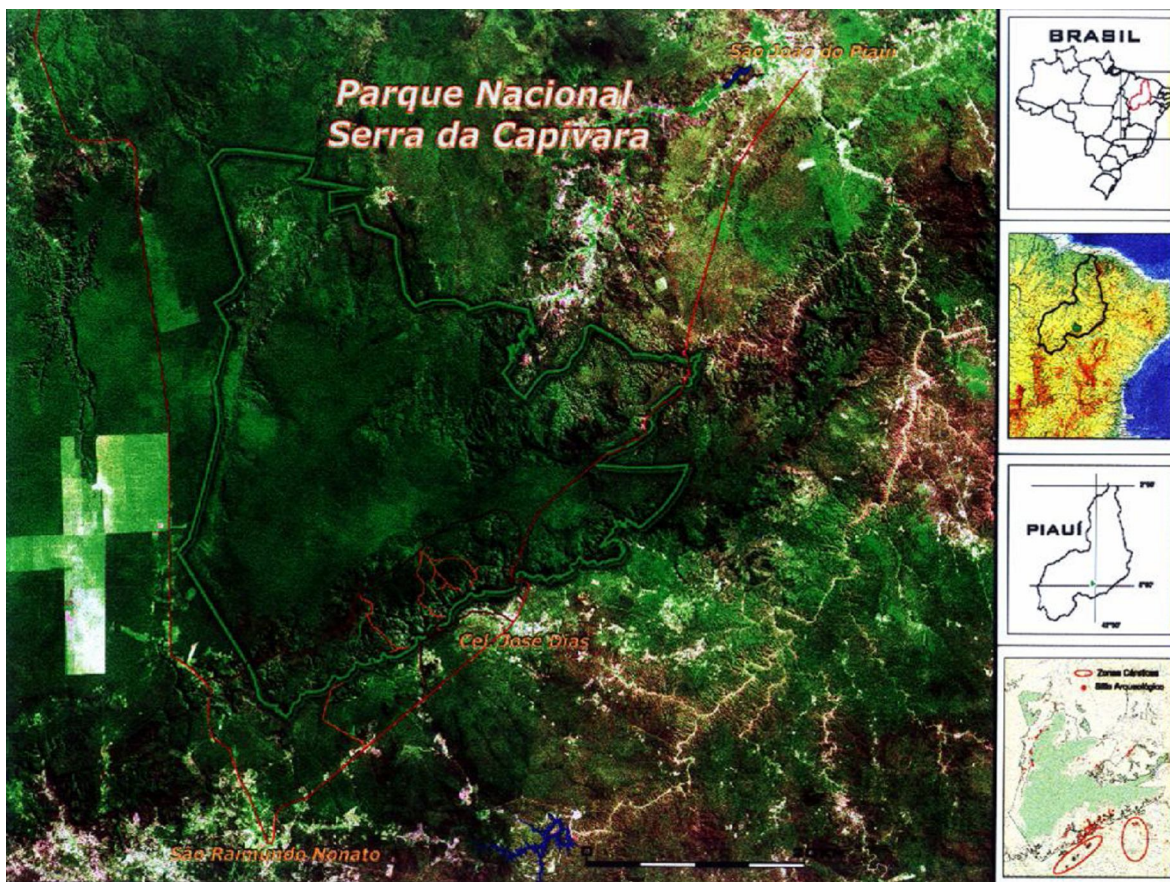 São João do Piauí
Parque Nacional
Serra da Capivara
Cel. José Dias
São Raimundo Nonato
0
BRASIL
PIAUÍ
Zonas Cársticas
Sítio Arqueológico